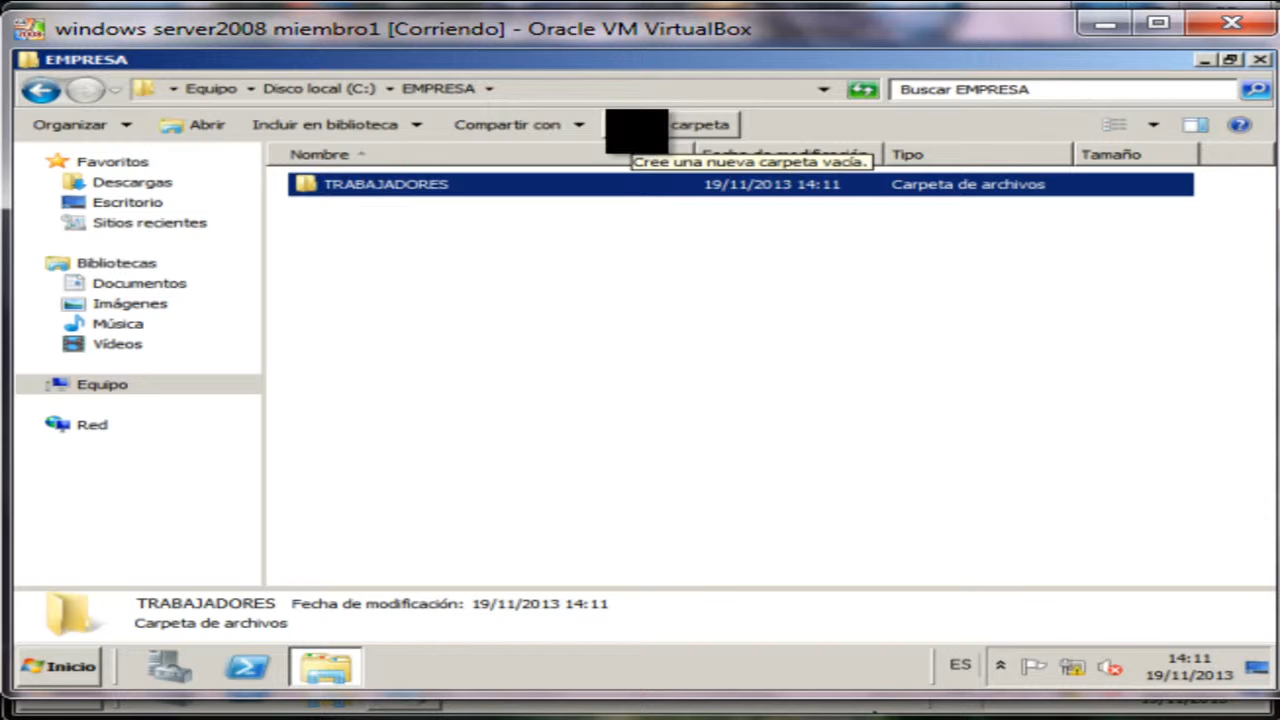 windows server2008 miembro1 [Corriendo] - Oracle VM VirtualBox
EMPRESA
Equipo Disco local (C:) EMPRESA
Buscar EMPRESA
Organizar Abrir Incluir en biblioteca Compartir con carpeta
Nombre Fecha de modificación Tipo Tamaño
Cree una nueva carpeta vacía.
TRABAJADORES 19/11/2013 14:11 Carpeta de archivos
Favoritos
Descargas
Escritorio
Sitios recientes
Bibliotecas
Documentos
Imágenes
Música
Vídeos
Equipo
Red
TRABAJADORES Fecha de modificación: 19/11/2013 14:11
Carpeta de archivos
Inicio
ES
14:11
19/11/2013